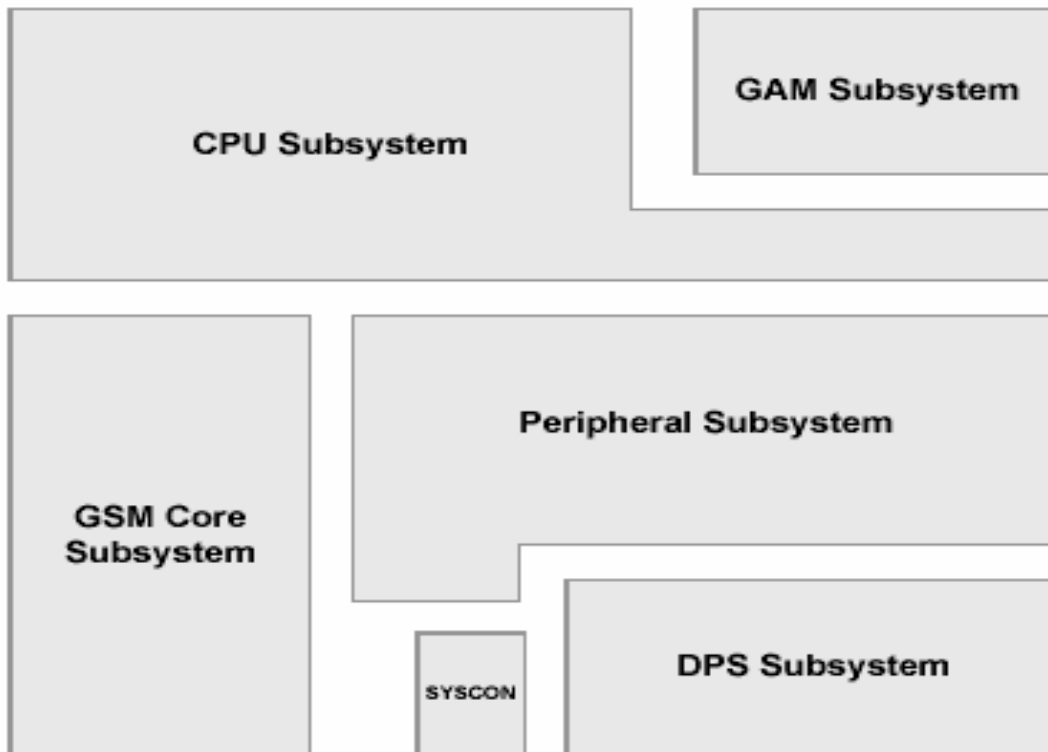 GAM Subsystem
CPU Subsystem
Peripheral Subsystem
GSM Core
Subsystem
DPS Subsystem
SYSCON